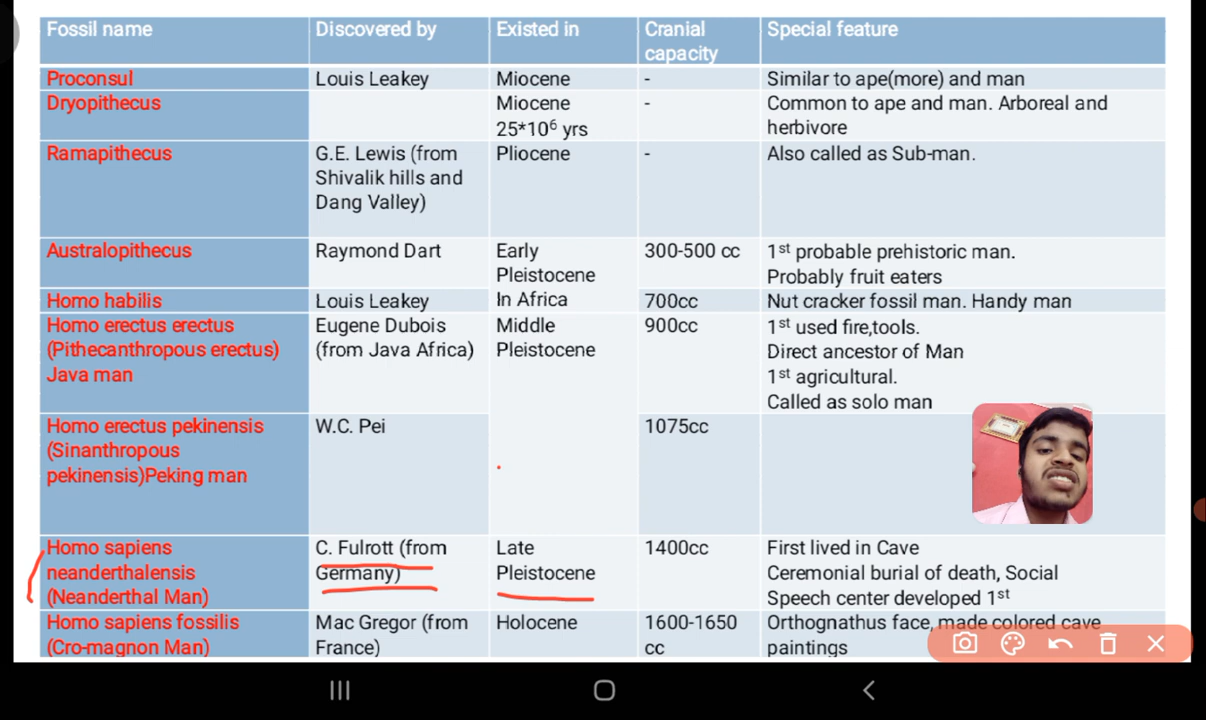 Fossil name
Discovered by
Existed in
Cranial
capacity
Special feature
Proconsul
Louis Leakey
Miocene
-
Similar to ape(more) and man
Dryopithecus
Miocene
25*10⁶ yrs
-
Common to ape and man. Arboreal and
herbivore
Ramapithecus
G.E. Lewis (from
Shivalik hills and
Dang Valley)
Pliocene
-
Also called as Sub-man.
Australopithecus
Raymond Dart
Early
Pleistocene
In Africa
300-500 cc
1st probable prehistoric man.
Probably fruit eaters
Homo habilis
Louis Leakey
700cc
Nut cracker fossil man. Handy man
Homo erectus erectus
(Pithecanthropous erectus)
Java man
Eugene Dubois
(from Java Africa)
Middle
Pleistocene
900cc
1st used fire,tools.
Direct ancestor of Man
1st agricultural.
Called as solo man
Homo erectus pekinensis
(Sinanthropous
pekinensis)Peking man
W.C. Pei
1075cc
Homo sapiens
neanderthalensis
(Neanderthal Man)
C. Fulrott (from
Germany)
Late
Pleistocene
1400cc
First lived in Cave
Ceremonial burial of death, Social
Speech center developed 1st
Homo sapiens fossilis
(Cro-magnon Man)
Mac Gregor (from
France)
Holocene
1600-1650
cc
Orthognathus face, made colored cave
paintings